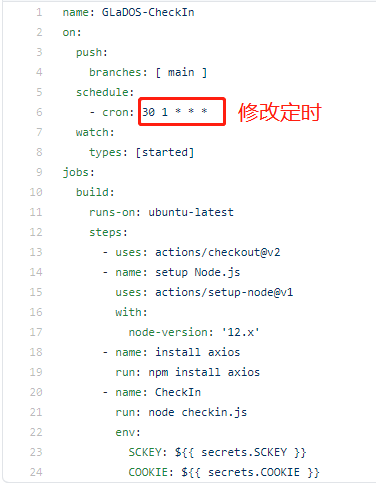 1 name: GLaDOS-CheckIn
2 on:
3   push:
4     branches: [ main ]
5   schedule:
6     - cron: 30 1 * * * 修改定时
7   watch:
8     types: [started]
9 jobs:
10   build:
11     runs-on: ubuntu-latest
12     steps:
13       - uses: actions/checkout@v2
14       - name: setup Node.js
15         uses: actions/setup-node@v1
16         with:
17           node-version: '12.x'
18       - name: install axios
19         run: npm install axios
20       - name: CheckIn
21         run: node checkin.js
22         env:
23           SCKEY: ${{ secrets.SCKEY }}
24           COOKIE: ${{ secrets.COOKIE }}